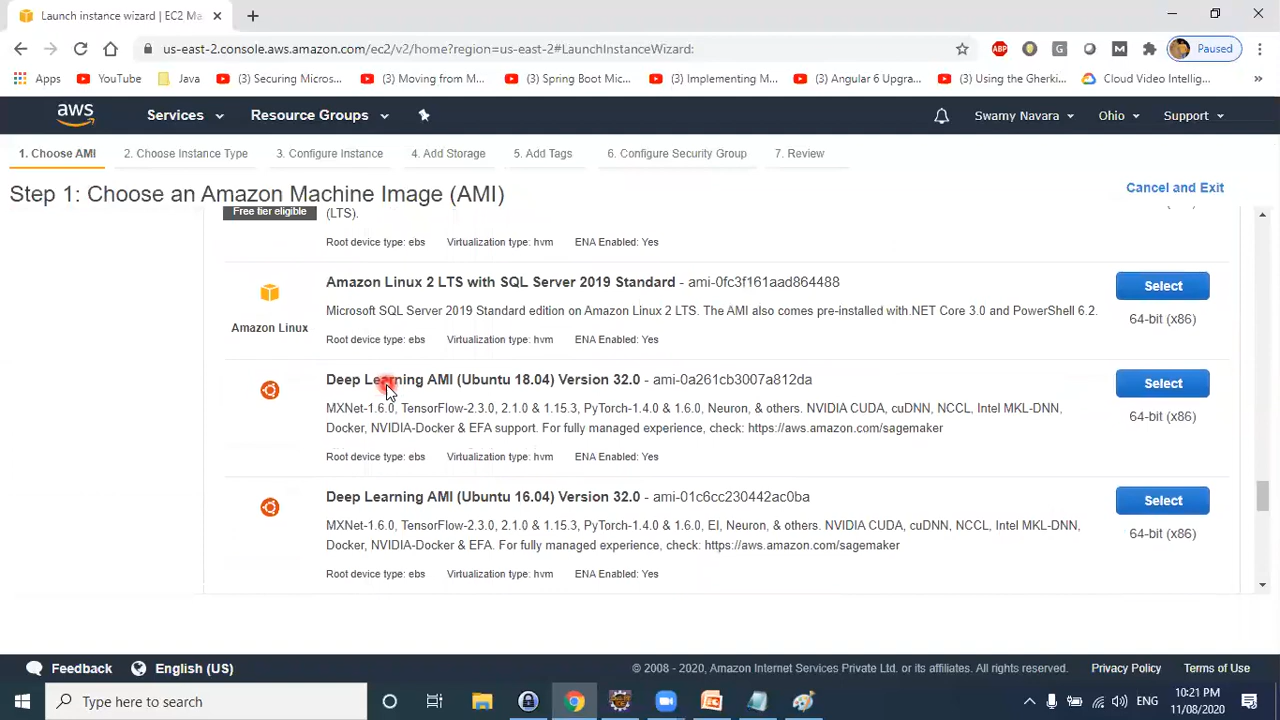 Launch instance wizard | EC2 Ma
us-east-2.console.aws.amazon.com/ec2/v2/home?region=us-east-2#LaunchInstanceWizard:
ABP
G
M
Paused
Apps
YouTube
Java
(3) Securing Micros...
(3) Moving from M...
(3) Spring Boot Mic...
(3) Implementing M...
(3) Angular 6 Upgra...
(3) Using the Gherki...
Cloud Video Intellig...
aws
Services
Resource Groups
Swamy Navara
Ohio
Support
1. Choose AMI
2. Choose Instance Type
3. Configure Instance
4. Add Storage
5. Add Tags
6. Configure Security Group
7. Review
Step 1: Choose an Amazon Machine Image (AMI)
Cancel and Exit
Free tier eligible
(LTS).
Root device type: ebs Virtualization type: hvm ENA Enabled: Yes
Amazon Linux
Amazon Linux 2 LTS with SQL Server 2019 Standard - ami-0fc3f161aad864488
Microsoft SQL Server 2019 Standard edition on Amazon Linux 2 LTS. The AMI also comes pre-installed with.NET Core 3.0 and PowerShell 6.2.
Root device type: ebs Virtualization type: hvm ENA Enabled: Yes
Select
64-bit (x86)
Deep Learning AMI (Ubuntu 18.04) Version 32.0 - ami-0a261cb3007a812da
MXNet-1.6.0, TensorFlow-2.3.0, 2.1.0 & 1.15.3, PyTorch-1.4.0 & 1.6.0, Neuron, & others. NVIDIA CUDA, cuDNN, NCCL, Intel MKL-DNN,
Docker, NVIDIA-Docker & EFA support. For fully managed experience, check: https://aws.amazon.com/sagemaker
Root device type: ebs Virtualization type: hvm ENA Enabled: Yes
Select
64-bit (x86)
Deep Learning AMI (Ubuntu 16.04) Version 32.0 - ami-01c6cc230442ac0ba
MXNet-1.6.0, TensorFlow-2.3.0, 2.1.0 & 1.15.3, PyTorch-1.4.0 & 1.6.0, EI, Neuron, & others. NVIDIA CUDA, cuDNN, NCCL, Intel MKL-DNN,
Docker, NVIDIA-Docker & EFA. For fully managed experience, check: https://aws.amazon.com/sagemaker
Root device type: ebs Virtualization type: hvm ENA Enabled: Yes
Select
64-bit (x86)
Feedback
English (US)
© 2008 - 2020, Amazon Internet Services Private Ltd. or its affiliates. All rights reserved.
Privacy Policy
Terms of Use
Type here to search
ENG
10:21 PM
11/08/2020